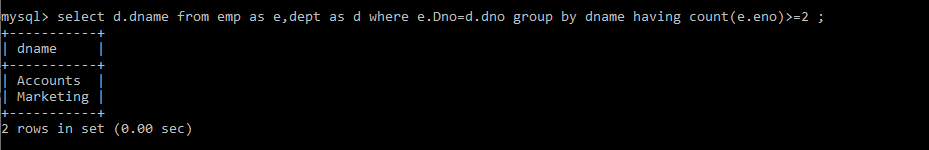 mysql> select d.dname from emp as e,dept as d where e.Dno=d.dno group by dname having count(e.eno)>=2 ;
+-----------+
| dname     |
+-----------+
| Accounts  |
| Marketing |
+-----------+
2 rows in set (0.00 sec)